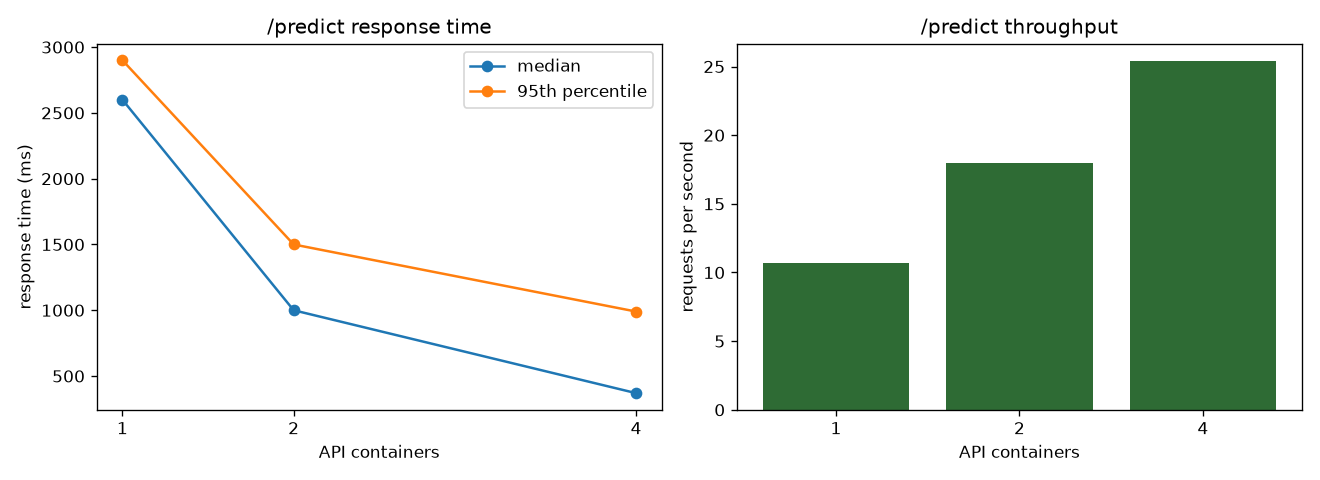 /predict response time
3000
2500
2000
1500
1000
500
response time (ms)
median
95th percentile
1 2 4
API containers
/predict throughput
25
20
15
10
5
0
requests per second
1 2 4
API containers